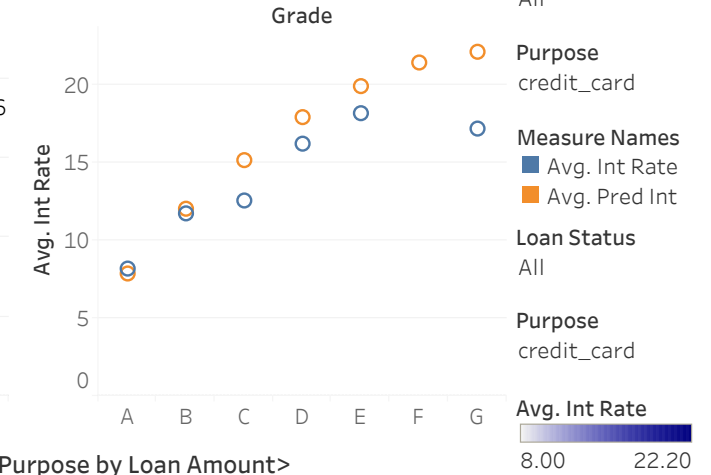 Grade
All
Purpose
credit_card
Measure Names
Avg. Int Rate
Avg. Pred Int
Loan Status
All
Purpose
credit_card
Avg. Int Rate
8.00 22.20
Avg. Int Rate
20
15
10
5
0
A B C D E F G
Purpose by Loan Amount>